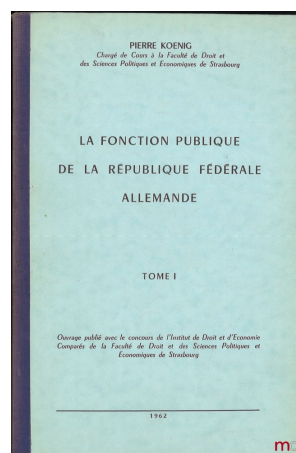 PIERRE KOENIG
Chargé de Cours à la Faculté de Droit et
des Sciences Politiques et Économiques de Strasbourg
LA FONCTION PUBLIQUE
DE LA RÉPUBLIQUE FÉDÉRALE
ALLEMANDE
TOME I
Ouvrage publié avec le concours de l'Institut de Droit et d'Economie
Comparés de la Faculté de Droit et des Sciences Politiques et
Économiques de Strasbourg
1962